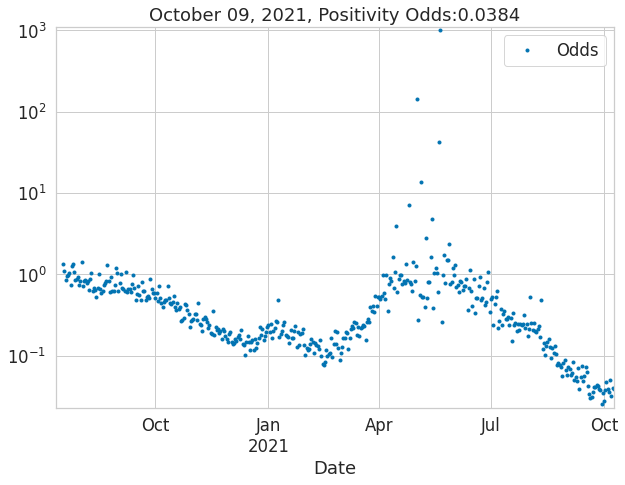 October 09, 2021, Positivity Odds:0.0384
10³
10²
10¹
10⁰
10⁻¹
Odds
Oct
Jan
2021
Apr
Jul
Oct
Date